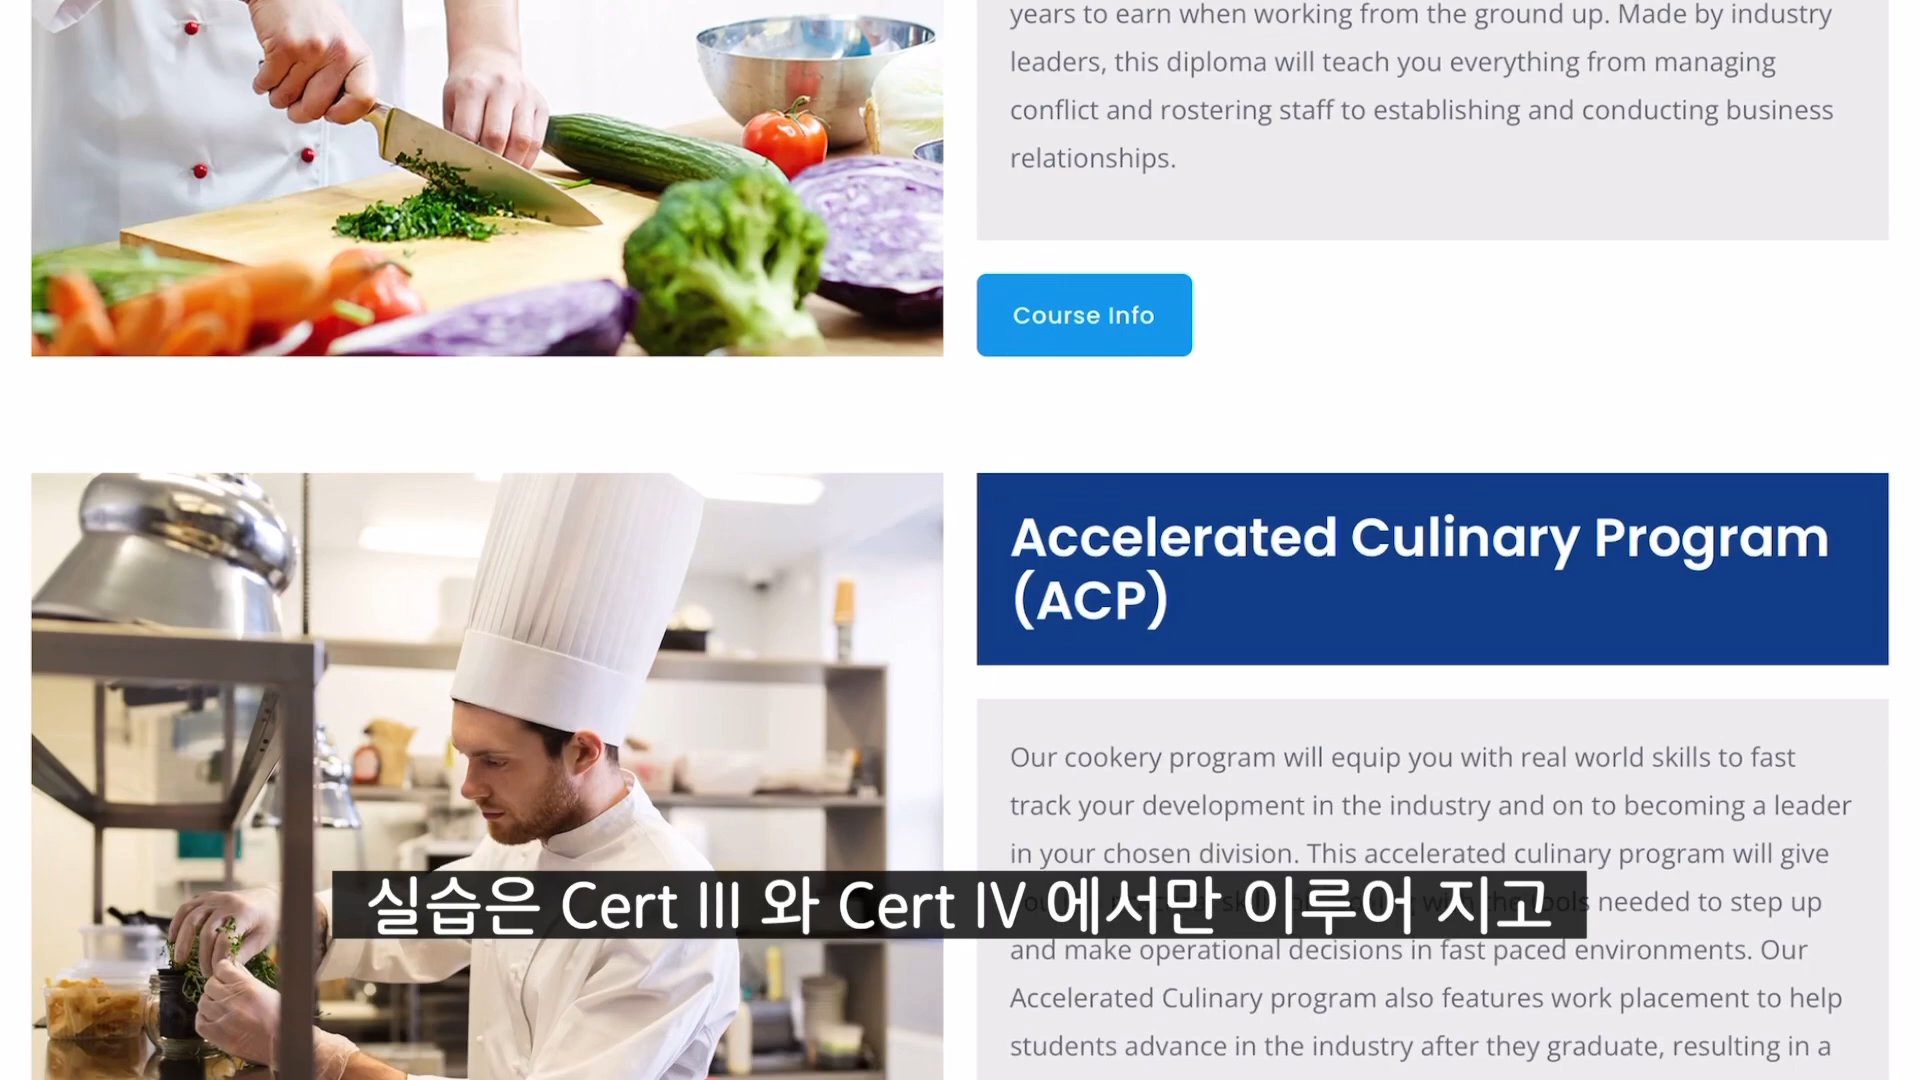 years to earn when working from the ground up. Made by industry
leaders, this diploma will teach you everything from managing
conflict and rostering staff to establishing and conducting business
relationships.
Course Info
Accelerated Culinary Program
(ACP)
Our cookery program will equip you with real world skills to fast
track your development in the industry and on to becoming a leader
in your chosen division. This accelerated culinary program will give
needed to step up
실습은 Cert III 와 Cert IV 에서만 이루어 지고
and make operational decisions in fast paced environments. Our
Accelerated Culinary program also features work placement to help
students advance in the industry after they graduate, resulting in a